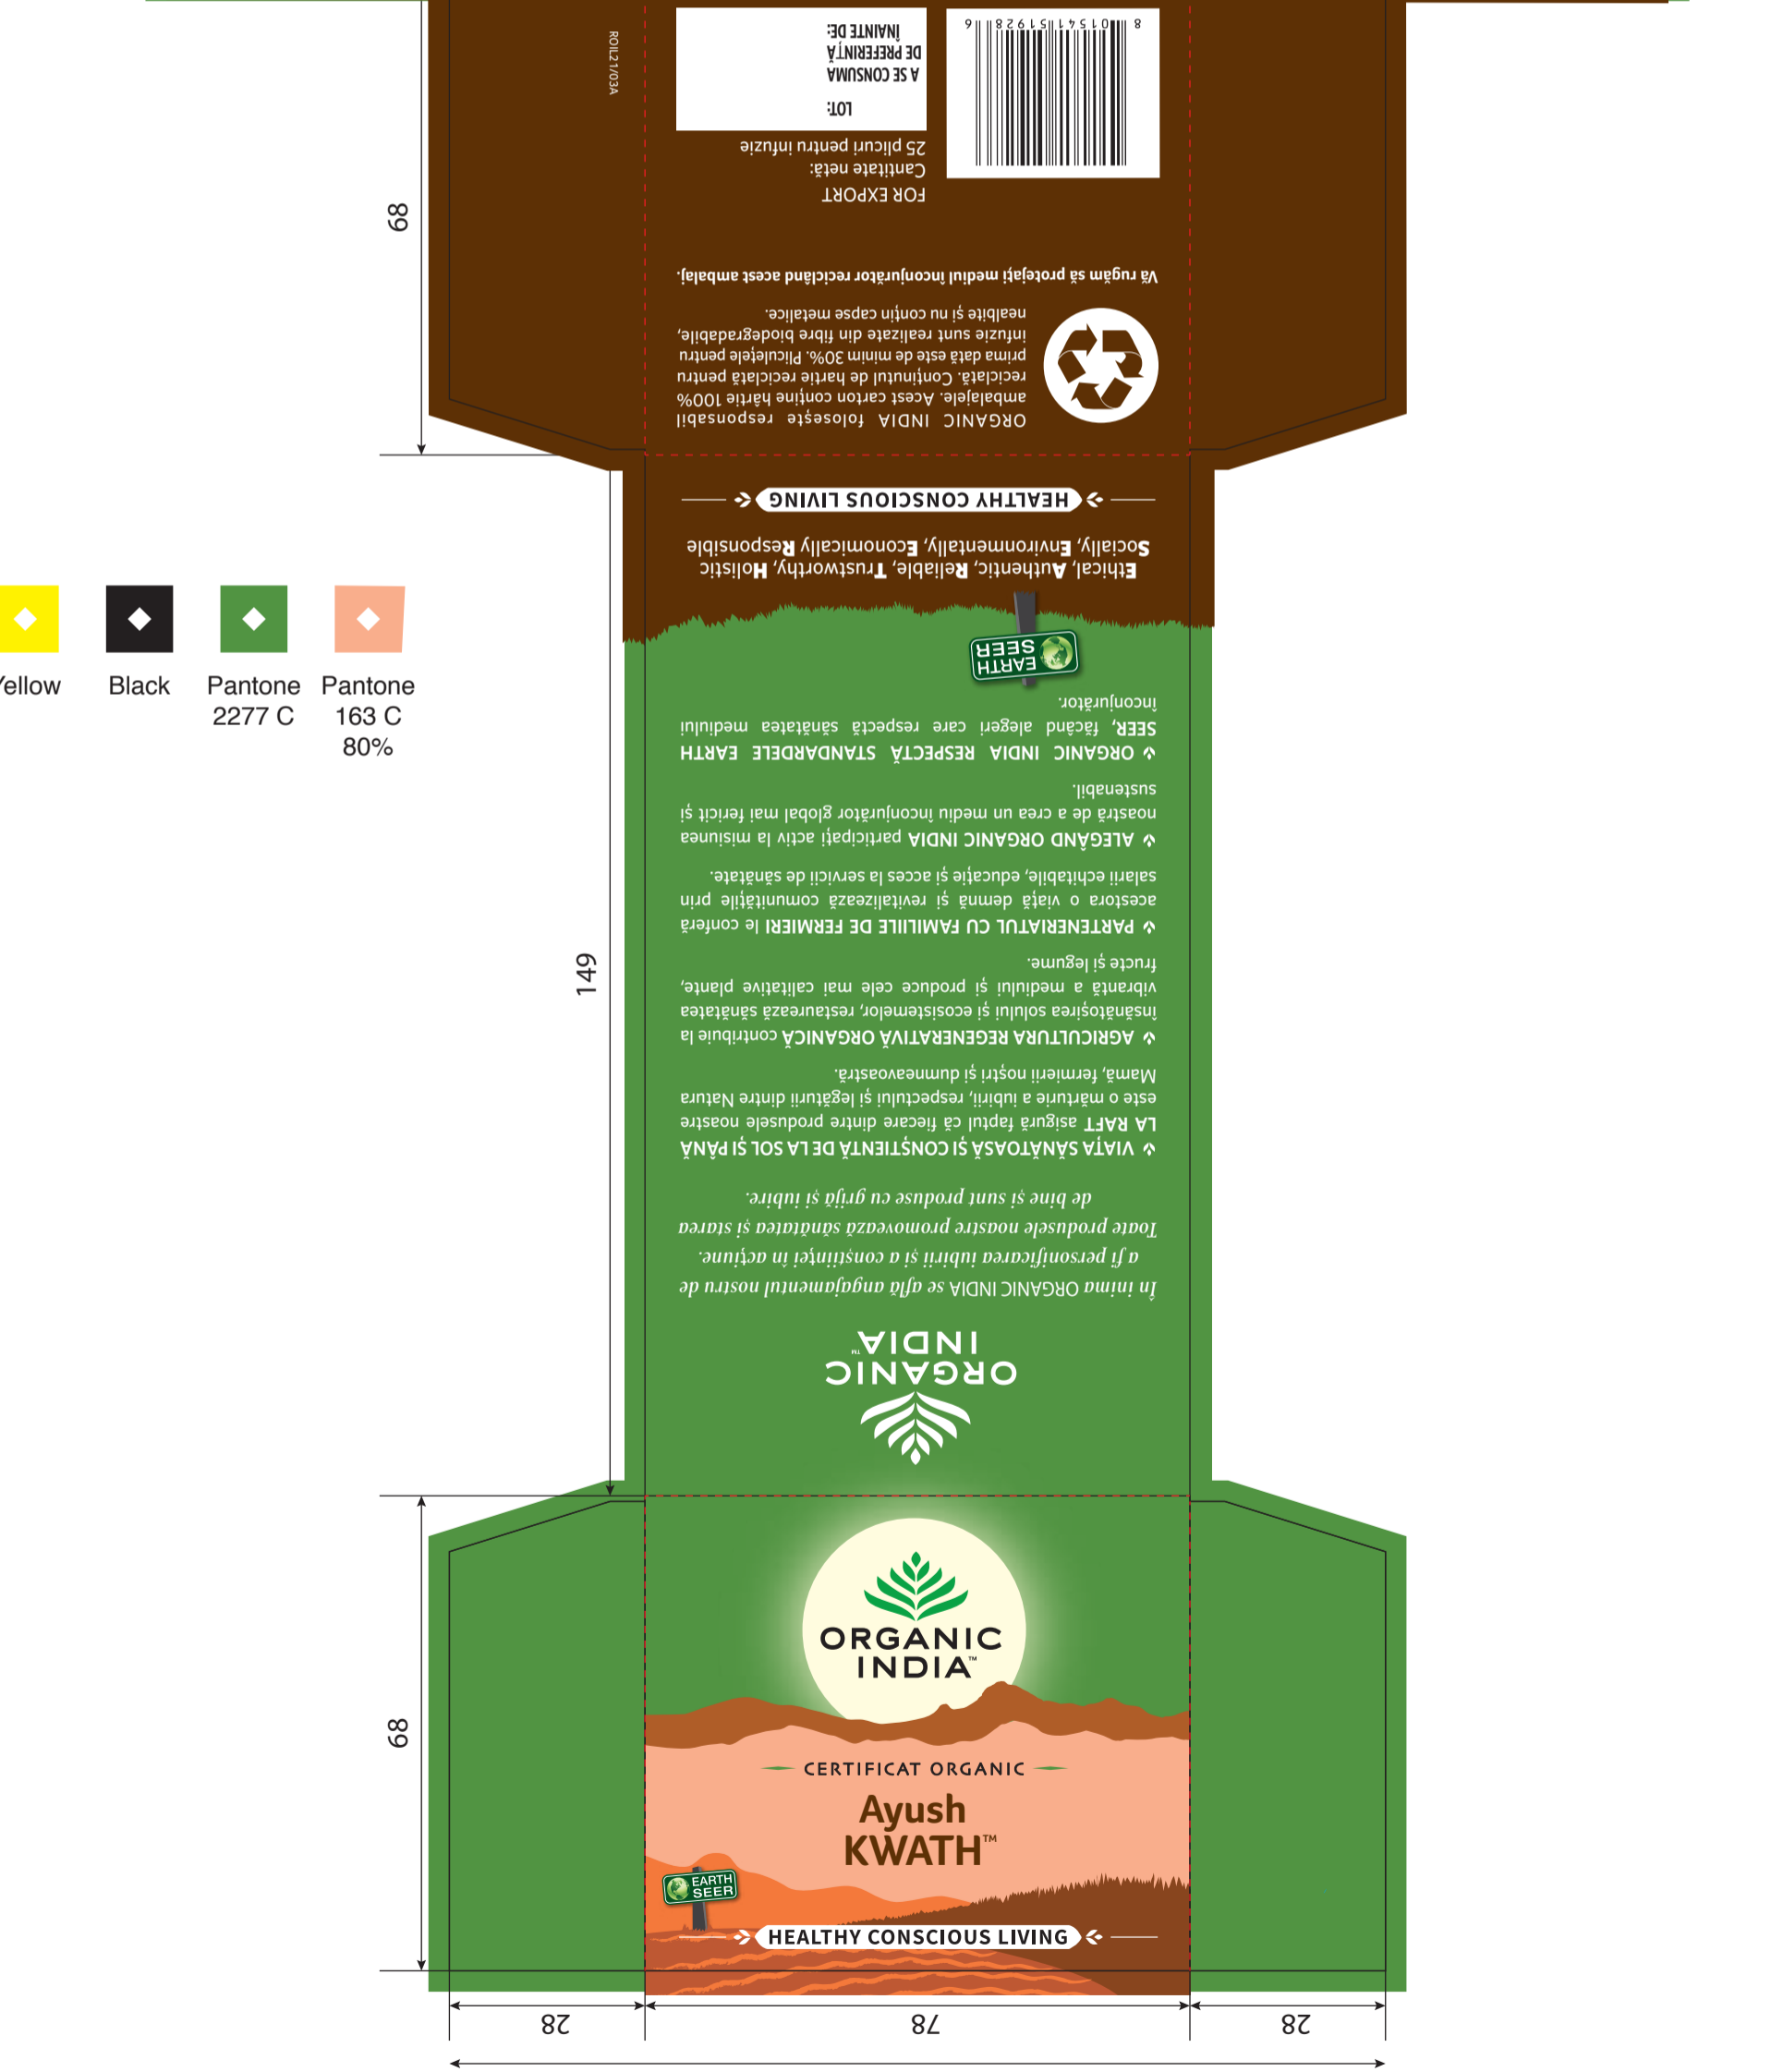 Yellow
Black
Pantone
2277 C
Pantone
163 C
80%
ORGANIC
INDIA™
În inima ORGANIC INDIA se află angajamentul nostru de
a fi personificarea iubirii și a conștiinței în acțiune.
Toate produsele noastre promovează sănătatea și starea
de bine și sunt produse cu grijă și iubire.
VIAȚA SĂNĂTOASĂ ȘI CONȘTIENTĂ DE LA SOL ȘI PÂNĂ
LA RAFT asigură faptul că fiecare dintre produsele noastre
este o mărturie a iubirii, respectului și legăturii dintre Natura
Mamă, fermierii noștri și dumneavoastră.
AGRICULTURA REGENERATIVĂ ORGANICĂ contribuie la
însănătoșirea solului și ecosistemelor, restaurează sănătatea
vibrantă a mediului și produce cele mai calitative plante,
fructe și legume.
PARTENERIATUL CU FAMILIILE DE FERMIERI le conferă
acestora o viață demnă și revitalizează comunitățile prin
salarii echitabile, educație și acces la servicii de sănătate.
ALEGÂND ORGANIC INDIA participați activ la misiunea
noastră de a crea un mediu înconjurător global mai fericit și
sustenabil.
ORGANIC INDIA RESPECTĂ STANDARDELE EARTH
SEER, făcând alegeri care respectă sănătatea mediului
înconjurător.
EARTH
SEER
Ethical, Authentic, Reliable, Trustworthy, Holistic
Socially, Environmentally, Economically Responsible
HEALTHY CONSCIOUS LIVING
ORGANIC INDIA folosește responsabil
ambalajele. Acest carton conține hârtie 100%
reciclată. Conținutul de hartie reciclată pentru
prima dată este de minim 30%. Pliculețele pentru
infuzie sunt realizate din fibre biodegradabile,
nealbite și nu conțin capse metalice.
Vă rugăm să protejați mediul înconjurător reciclând acest ambalaj.
FOR EXPORT
Cantitate netă:
25 plicuri pentru infuzie
LOT:
A SE CONSUMA
DE PREFERINȚĂ
ÎNAINTE DE:
8 015411 51928 6
ROIL21/03A
68
149
68
ORGANIC
INDIA™
CERTIFICAT ORGANIC
Ayush
KWATH™
EARTH
SEER
HEALTHY CONSCIOUS LIVING
28
78
28